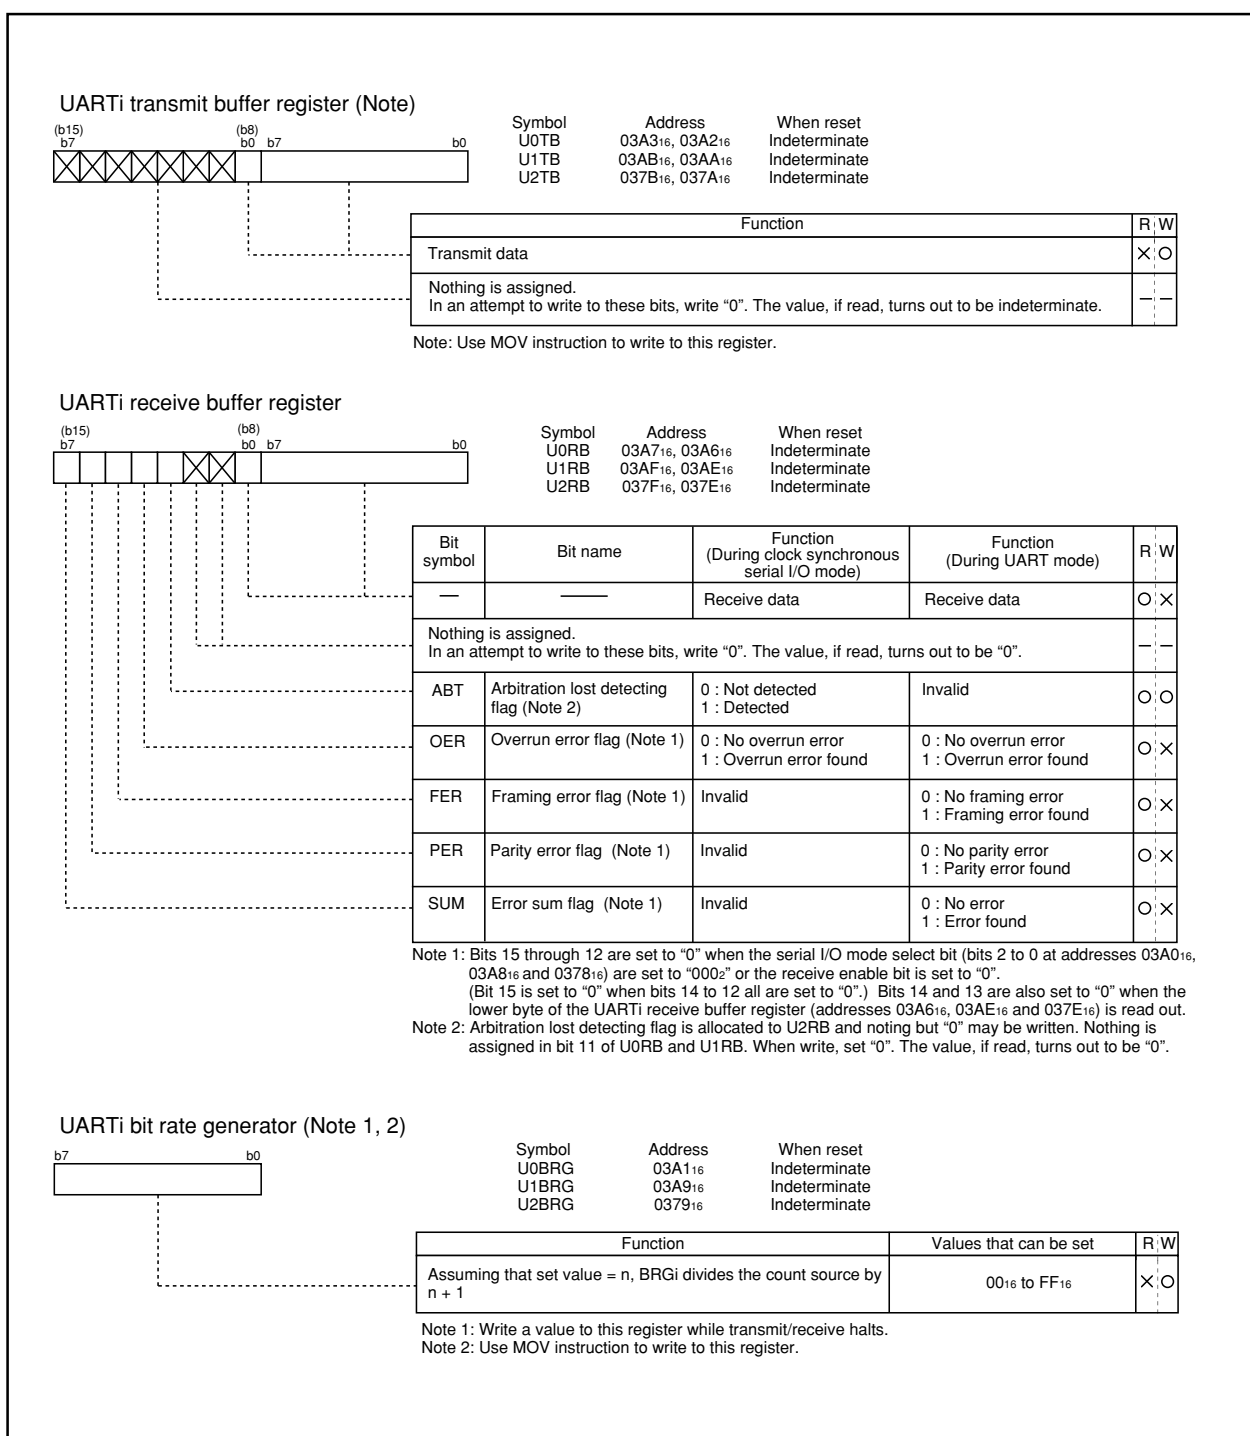 UARTi transmit buffer register (Note)
(b15) (b8)
b7 b0 b7 b0
Symbol Address When reset
U0TB 03A316, 03A216 Indeterminate
U1TB 03AB16, 03AA16 Indeterminate
U2TB 037B16, 037A16 Indeterminate
Function R W
Transmit data
Nothing is assigned.
In an attempt to write to these bits, write “0”. The value, if read, turns out to be indeterminate.
Note: Use MOV instruction to write to this register.
UARTi receive buffer register
(b15) (b8)
b7 b0 b7 b0
Symbol Address When reset
U0RB 03A716, 03A616 Indeterminate
U1RB 03AF16, 03AE16 Indeterminate
U2RB 037F16, 037E16 Indeterminate
Bit symbol Bit name Function (During clock synchronous serial I/O mode) Function (During UART mode) R W
Receive data Receive data
Nothing is assigned.
In an attempt to write to these bits, write “0”. The value, if read, turns out to be “0”.
ABT Arbitration lost detecting 0 : Not detected Invalid
flag (Note 2) 1 : Detected
OER Overrun error flag (Note 1) 0 : No overrun error 0 : No overrun error
1 : Overrun error found 1 : Overrun error found
FER Framing error flag (Note 1) Invalid 0 : No framing error
1 : Framing error found
PER Parity error flag (Note 1) Invalid 0 : No parity error
1 : Parity error found
SUM Error sum flag (Note 1) Invalid 0 : No error
1 : Error found
Note 1: Bits 15 through 12 are set to “0” when the serial I/O mode select bit (bits 2 to 0 at addresses 03A016,
03A816 and 037816) are set to “0002” or the receive enable bit is set to “0”.
(Bit 15 is set to “0” when bits 14 to 12 all are set to “0”.) Bits 14 and 13 are also set to “0” when the
lower byte of the UARTi receive buffer register (addresses 03A616, 03AE16 and 037E16) is read out.
Note 2: Arbitration lost detecting flag is allocated to U2RB and noting but “0” may be written. Nothing is
assigned in bit 11 of U0RB and U1RB. When write, set “0”. The value, if read, turns out to be “0”.
UARTi bit rate generator (Note 1, 2)
b7 b0
Symbol Address When reset
U0BRG 03A116 Indeterminate
U1BRG 03A916 Indeterminate
U2BRG 037916 Indeterminate
Function Values that can be set R W
Assuming that set value = n, BRGi divides the count source by 0016 to FF16
n + 1
Note 1: Write a value to this register while transmit/receive halts.
Note 2: Use MOV instruction to write to this register.